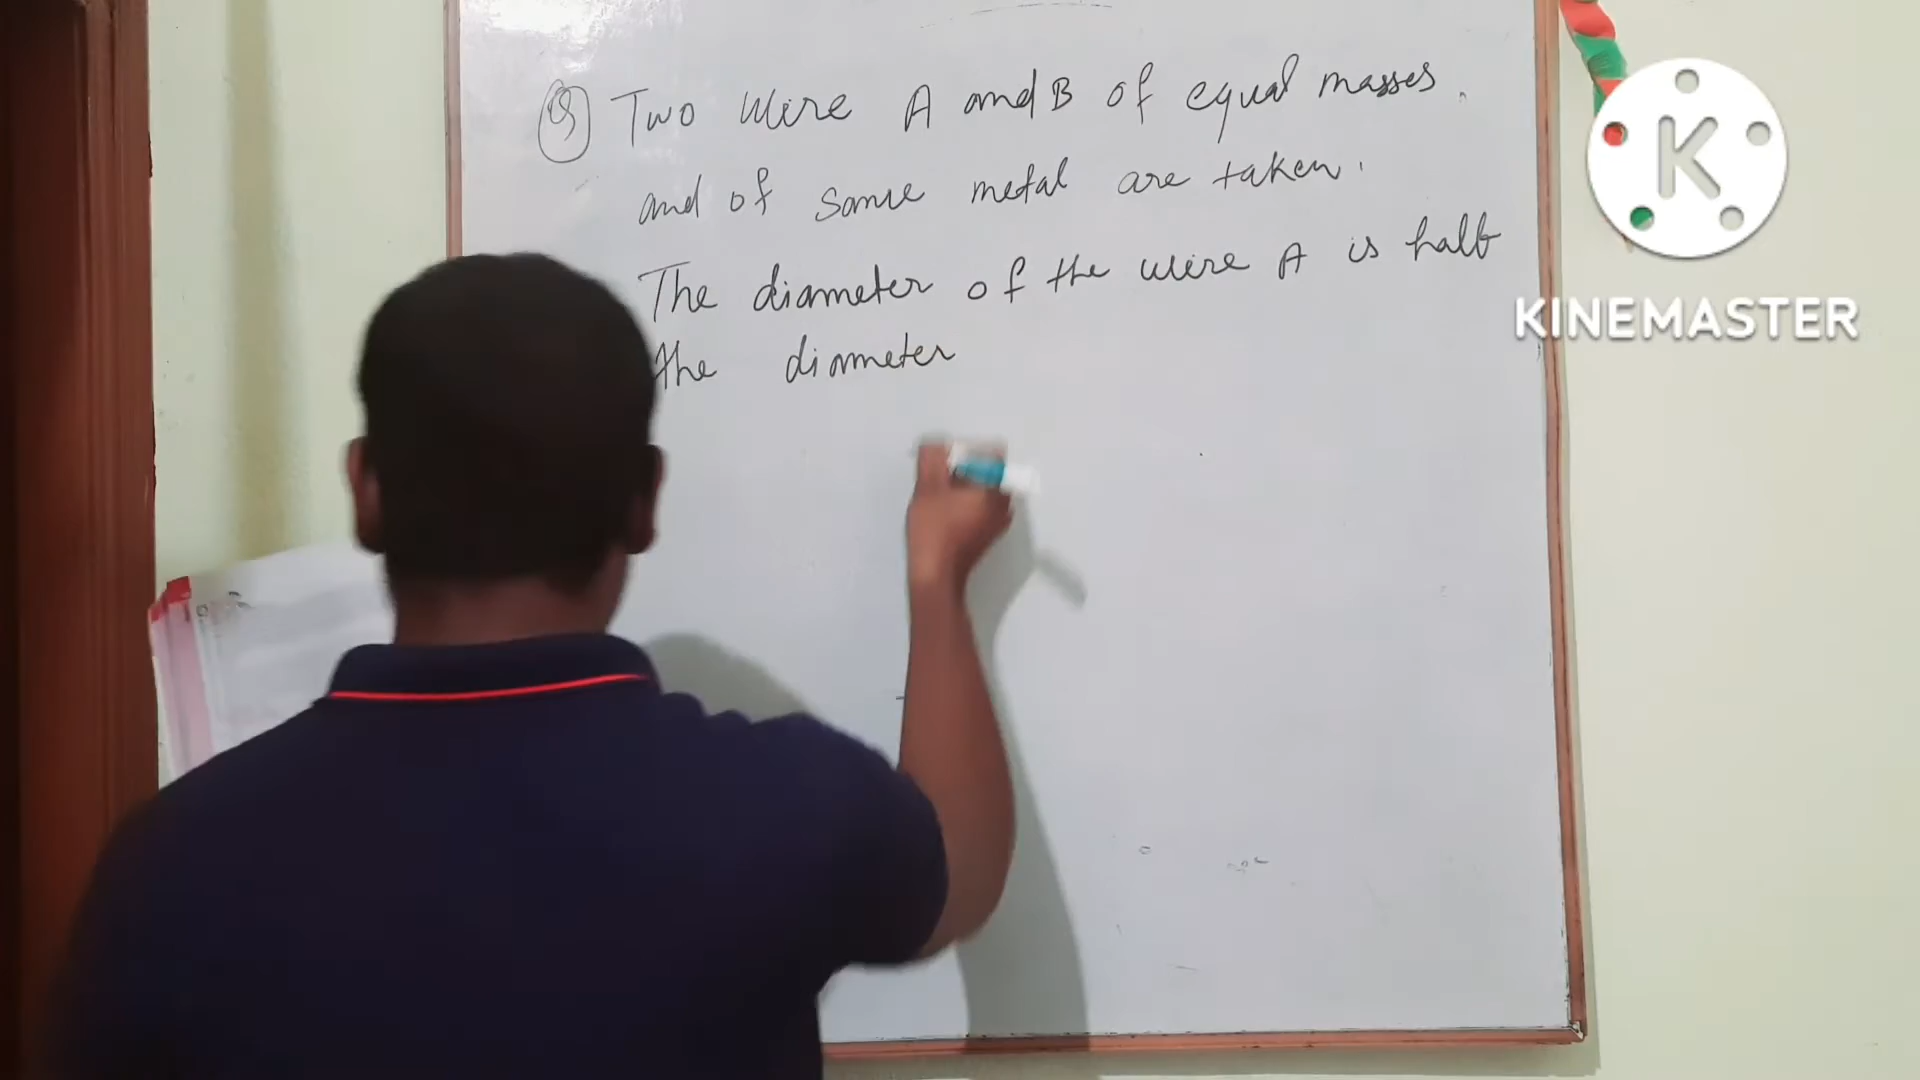 Q Two wire A and B of equal masses.
and of same metal are taken.
The diameter of the wire A is half
the diameter
K
KINEMASTER